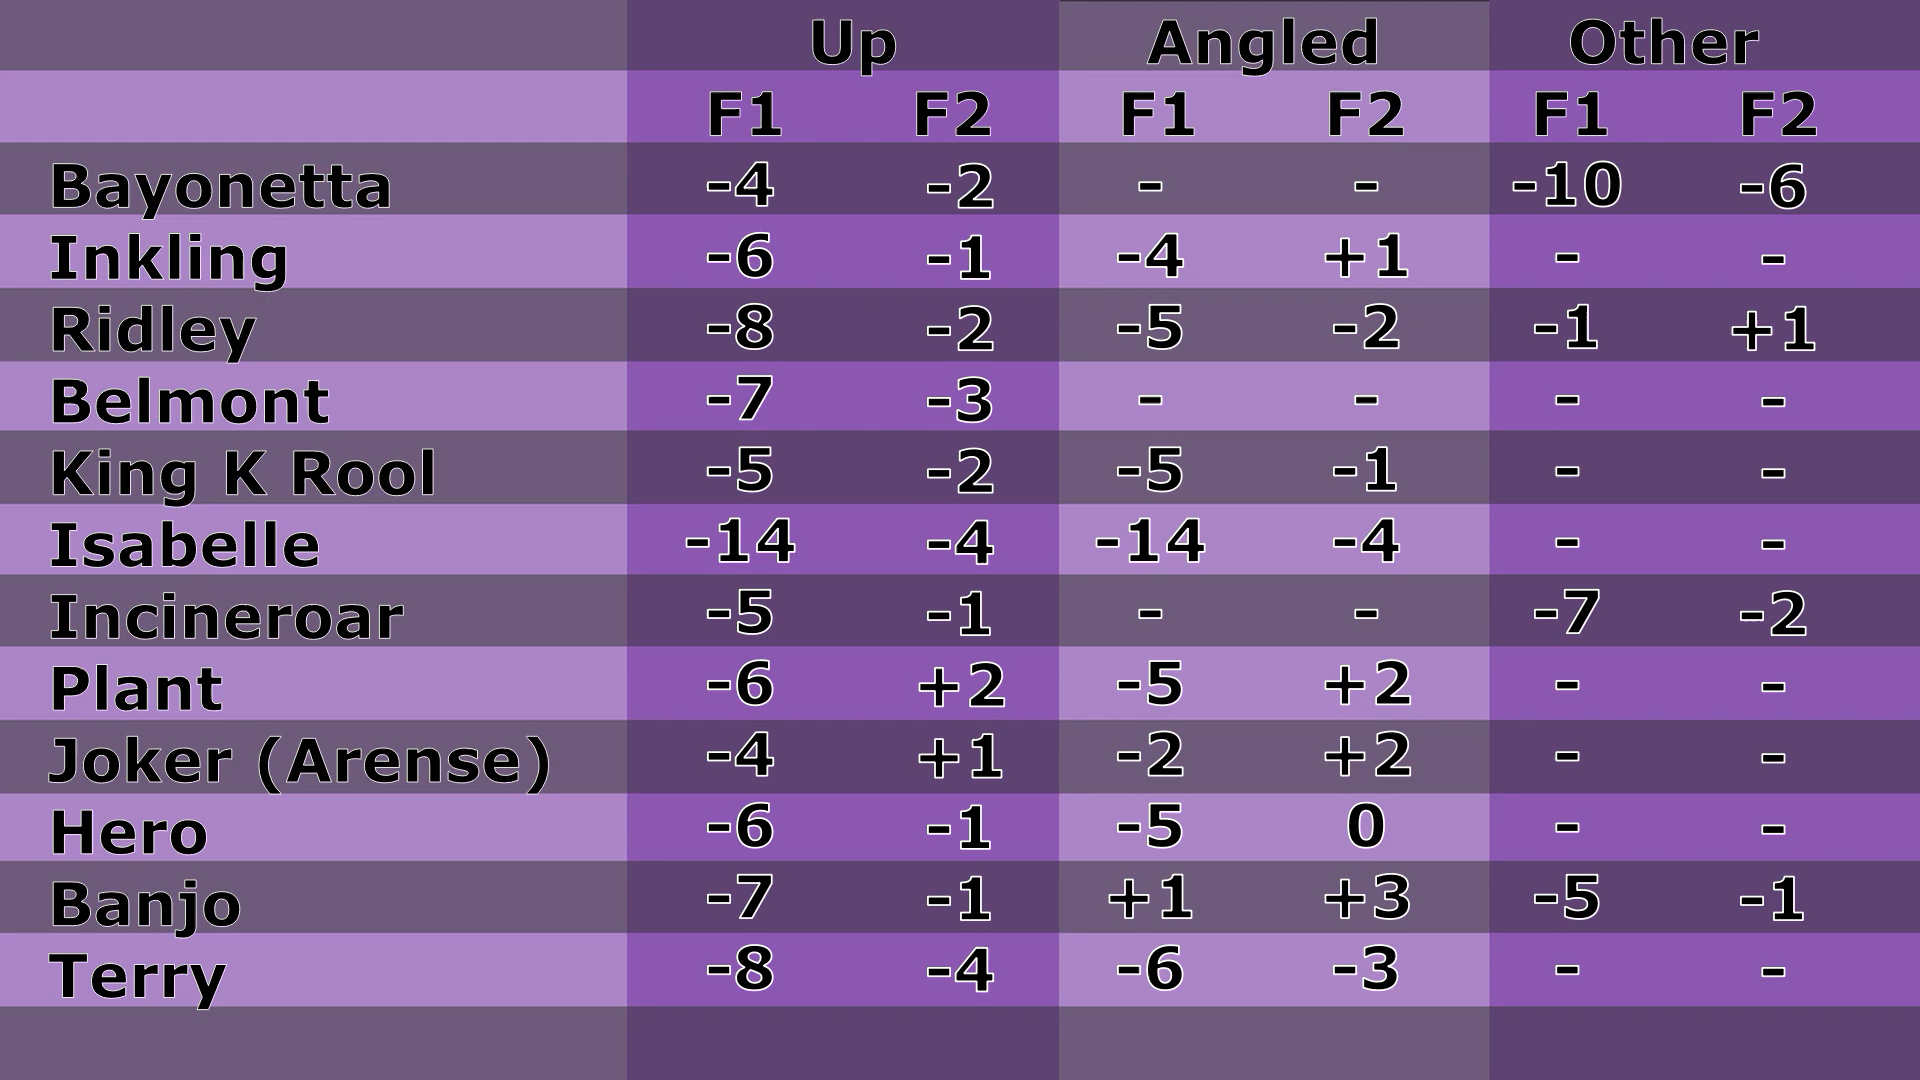 Up Angled Other
F1 F2 F1 F2 F1 F2
Bayonetta -4 -2 - - -10 -6
Inkling -6 -1 -4 +1 - -
Ridley -8 -2 -5 -2 -1 +1
Belmont -7 -3 - - - -
King K Rool -5 -2 -5 -1 - -
Isabelle -14 -4 -14 -4 - -
Incineroar -5 -1 - - -7 -2
Plant -6 +2 -5 +2 - -
Joker (Arense) -4 +1 -2 +2 - -
Hero -6 -1 -5 0 - -
Banjo -7 -1 +1 +3 -5 -1
Terry -8 -4 -6 -3 - -